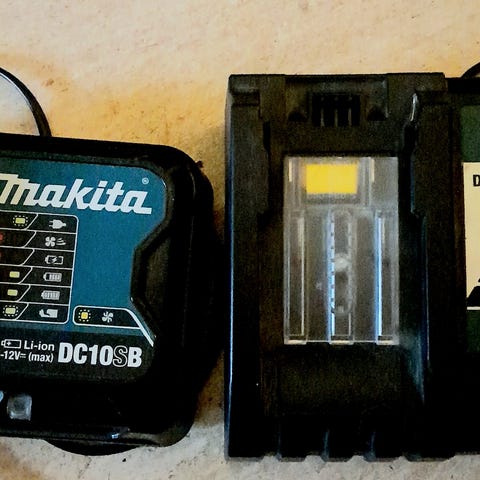 makita®
Li-ion
-12V⎓(max) DC10SB
D